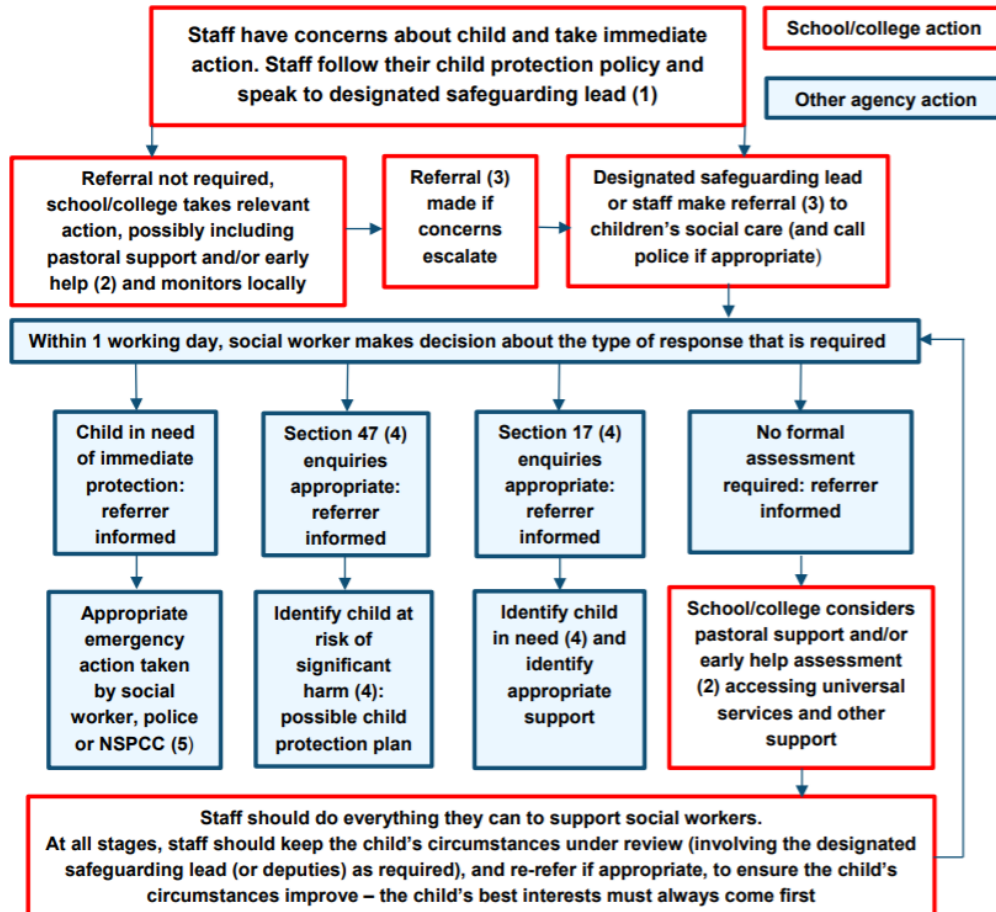 Staff have concerns about child and take immediate
action. Staff follow their child protection policy and
speak to designated safeguarding lead (1)
School/college action
Other agency action
Referral not required,
school/college takes relevant
action, possibly including
pastoral support and/or early
help (2) and monitors locally
Referral (3)
made if
concerns
escalate
Designated safeguarding lead
or staff make referral (3) to
children’s social care (and call
police if appropriate)
Within 1 working day, social worker makes decision about the type of response that is required
Child in need
of immediate
protection:
referrer
informed
Section 47 (4)
enquiries
appropriate:
referrer
informed
Section 17 (4)
enquiries
appropriate:
referrer
informed
No formal
assessment
required: referrer
informed
Appropriate
emergency
action taken
by social
worker, police
or NSPCC (5)
Identify child at
risk of
significant
harm (4):
possible child
protection plan
Identify child
in need (4) and
identify
appropriate
support
School/college considers
pastoral support and/or
early help assessment
(2) accessing universal
services and other
support
Staff should do everything they can to support social workers.
At all stages, staff should keep the child’s circumstances under review (involving the designated
safeguarding lead (or deputies) as required), and re-refer if appropriate, to ensure the child’s
circumstances improve – the child’s best interests must always come first